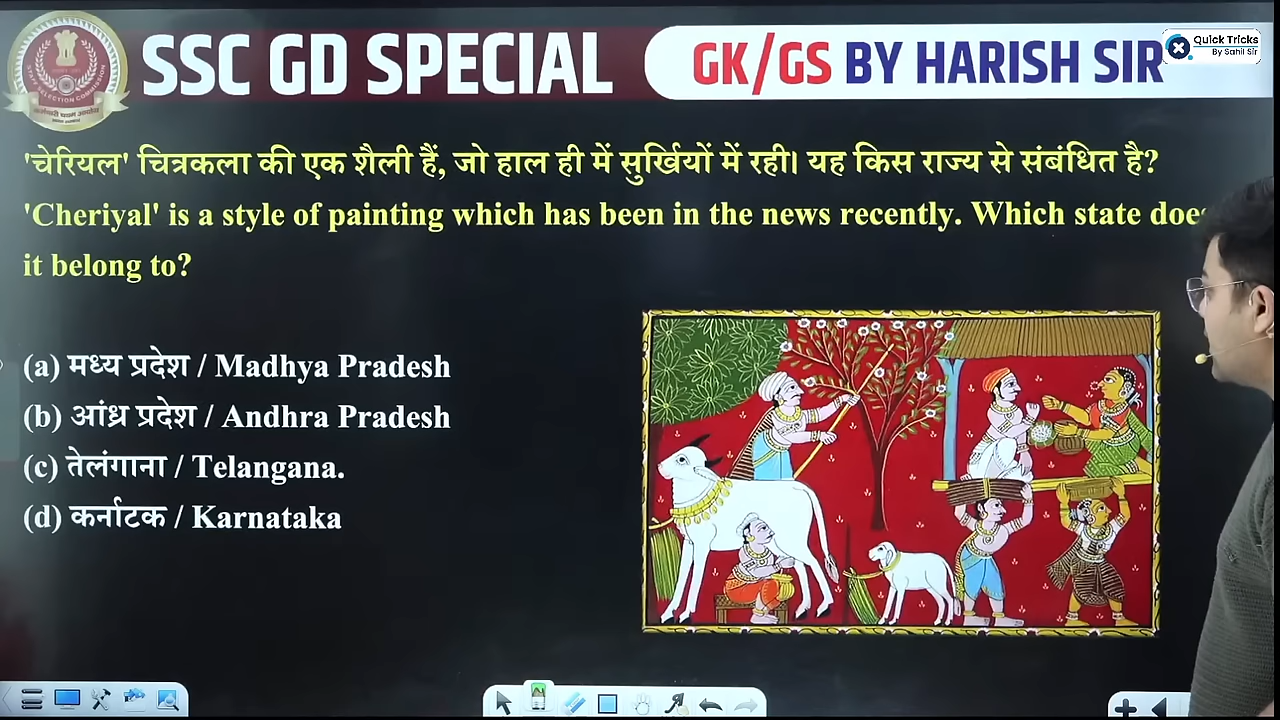 SSC GD SPECIAL
GK/GS BY HARISH SIR
Quick Tricks
By Sahil Sir
'चेरियल' चित्रकला की एक शैली हैं, जो हाल ही में सुर्खियों में रही। यह किस राज्य से संबंधित है?
'Cheriyal' is a style of painting which has been in the news recently. Which state does
it belong to?
(a) मध्य प्रदेश / Madhya Pradesh
(b) आंध्र प्रदेश / Andhra Pradesh
(c) तेलंगाना / Telangana.
(d) कर्नाटक / Karnataka